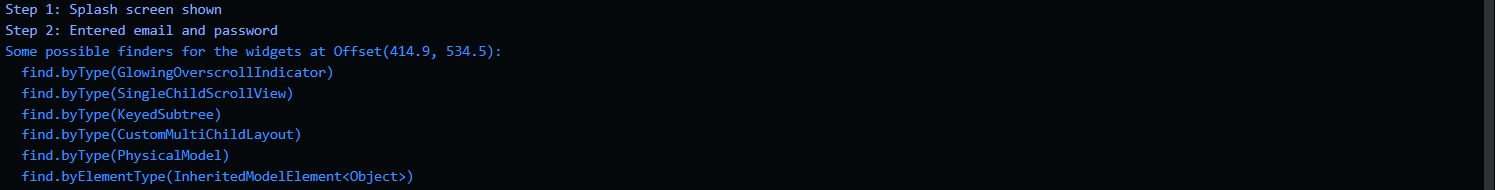 Step 1: Splash screen shown
Step 2: Entered email and password
Some possible finders for the widgets at Offset(414.9, 534.5):
  find.byType(GlowingOverscrollIndicator)
  find.byType(SingleChildScrollView)
  find.byType(KeyedSubtree)
  find.byType(CustomMultiChildLayout)
  find.byType(PhysicalModel)
  find.byElementType(InheritedModelElement<Object>)